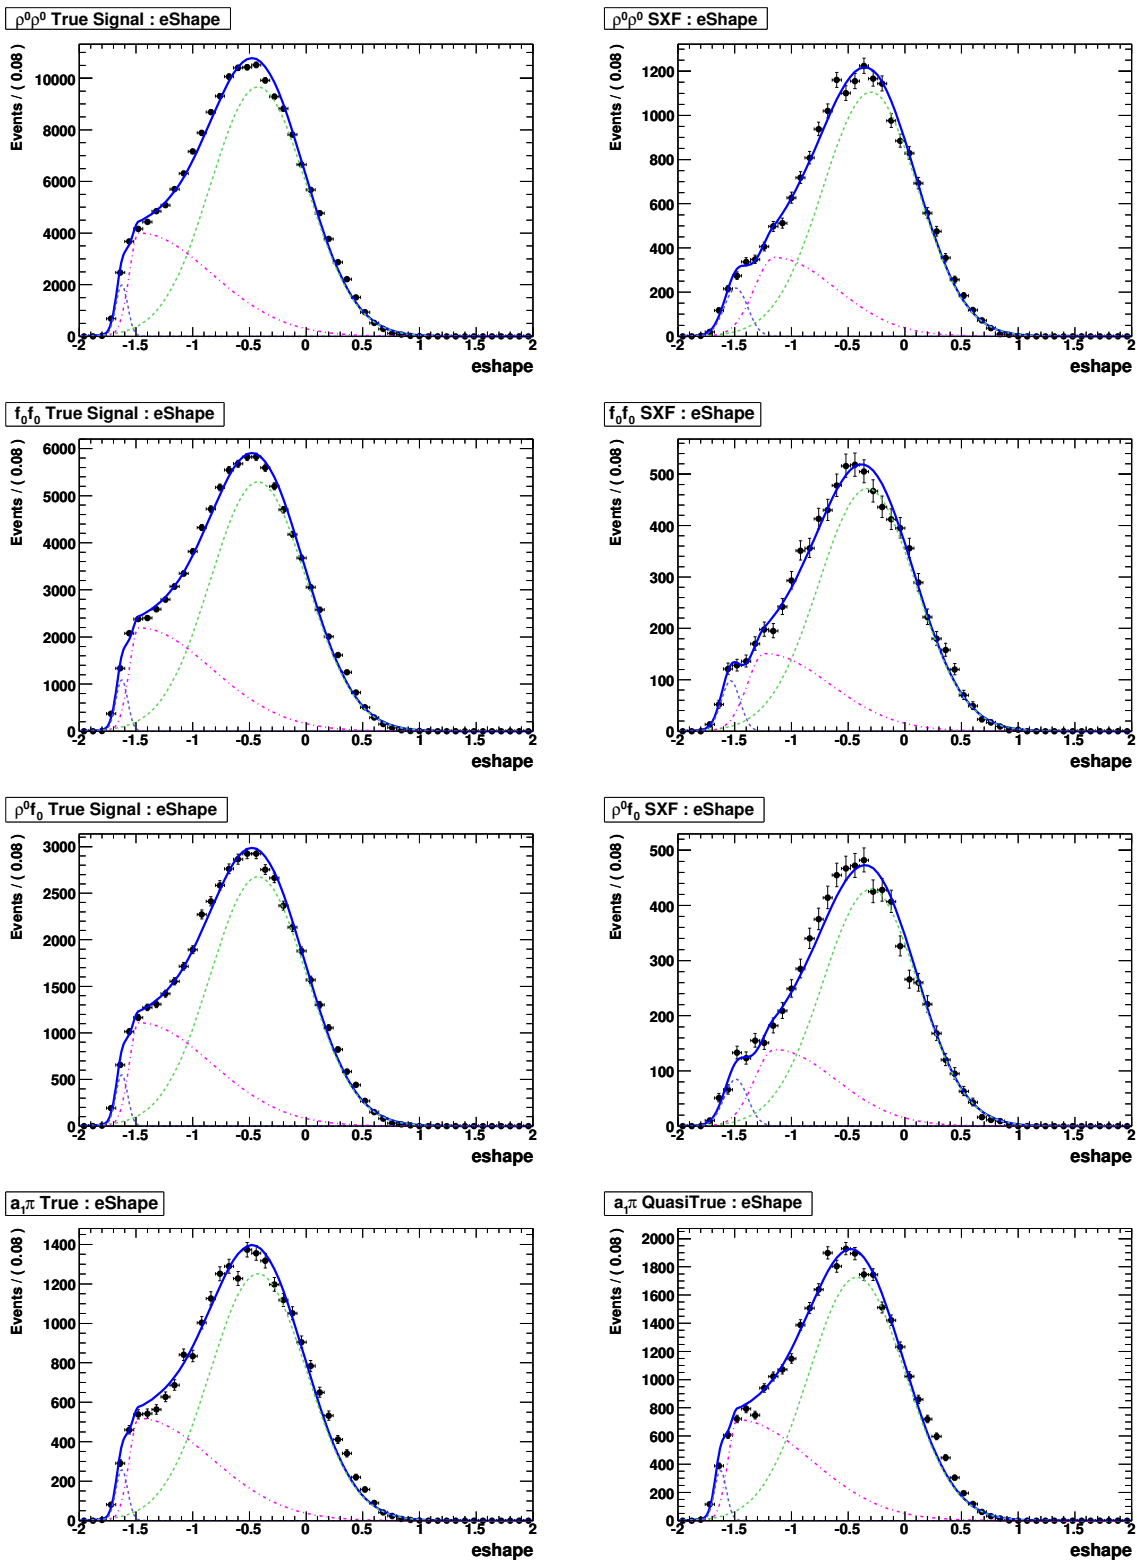 ρ⁰ρ⁰ True Signal : eShape
Events / ( 0.08 )
10000
8000
6000
4000
2000
0
-2 -1.5 -1 -0.5 0 0.5 1 1.5 2
eshape
ρ⁰ρ⁰ SXF : eShape
Events / ( 0.08 )
1200
1000
800
600
400
200
0
-2 -1.5 -1 -0.5 0 0.5 1 1.5 2
eshape
f₀f₀ True Signal : eShape
Events / ( 0.08 )
6000
5000
4000
3000
2000
1000
0
-2 -1.5 -1 -0.5 0 0.5 1 1.5 2
eshape
f₀f₀ SXF : eShape
Events / ( 0.08 )
500
400
300
200
100
0
-2 -1.5 -1 -0.5 0 0.5 1 1.5 2
eshape
ρ⁰f₀ True Signal : eShape
Events / ( 0.08 )
3000
2500
2000
1500
1000
500
0
-2 -1.5 -1 -0.5 0 0.5 1 1.5 2
eshape
ρ⁰f₀ SXF : eShape
Events / ( 0.08 )
500
400
300
200
100
0
-2 -1.5 -1 -0.5 0 0.5 1 1.5 2
eshape
a₁π True : eShape
Events / ( 0.08 )
1400
1200
1000
800
600
400
200
0
-2 -1.5 -1 -0.5 0 0.5 1 1.5 2
eshape
a₁π QuasiTrue : eShape
Events / ( 0.08 )
2000
1800
1600
1400
1200
1000
800
600
400
200
0
-2 -1.5 -1 -0.5 0 0.5 1 1.5 2
eshape